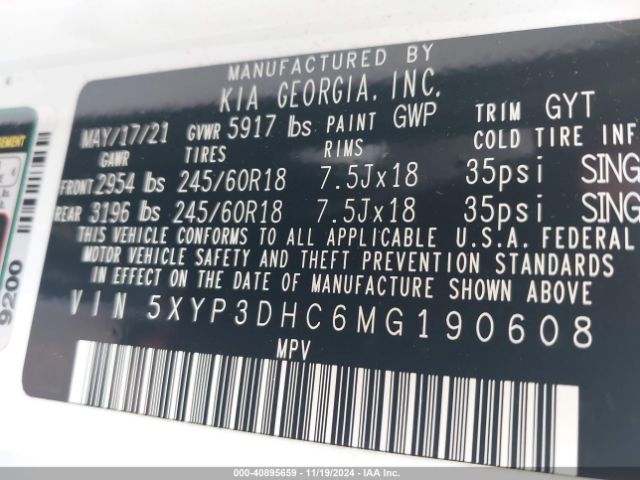 MANUFACTURED BY
KIA GEORGIA, INC.
MAY/17/21 GVWR 5917 lbs PAINT GWP TRIM GYT
GAWR TIRES RIMS COLD TIRE INF
FRONT 2954 lbs 245/60R18 7.5Jx18 35psi SING
REAR 3196 lbs 245/60R18 7.5Jx18 35psi SING
THIS VEHICLE CONFORMS TO ALL APPLICABLE U.S.A. FEDERAL
MOTOR VEHICLE SAFETY AND THEFT PREVENTION STANDARDS
IN EFFECT ON THE DATE OF MANUFACTURE SHOWN ABOVE
VIN 5XYP3DHC6MG190608
MPV
9200
000-40895659 - 11/19/2024 - IAAI.com